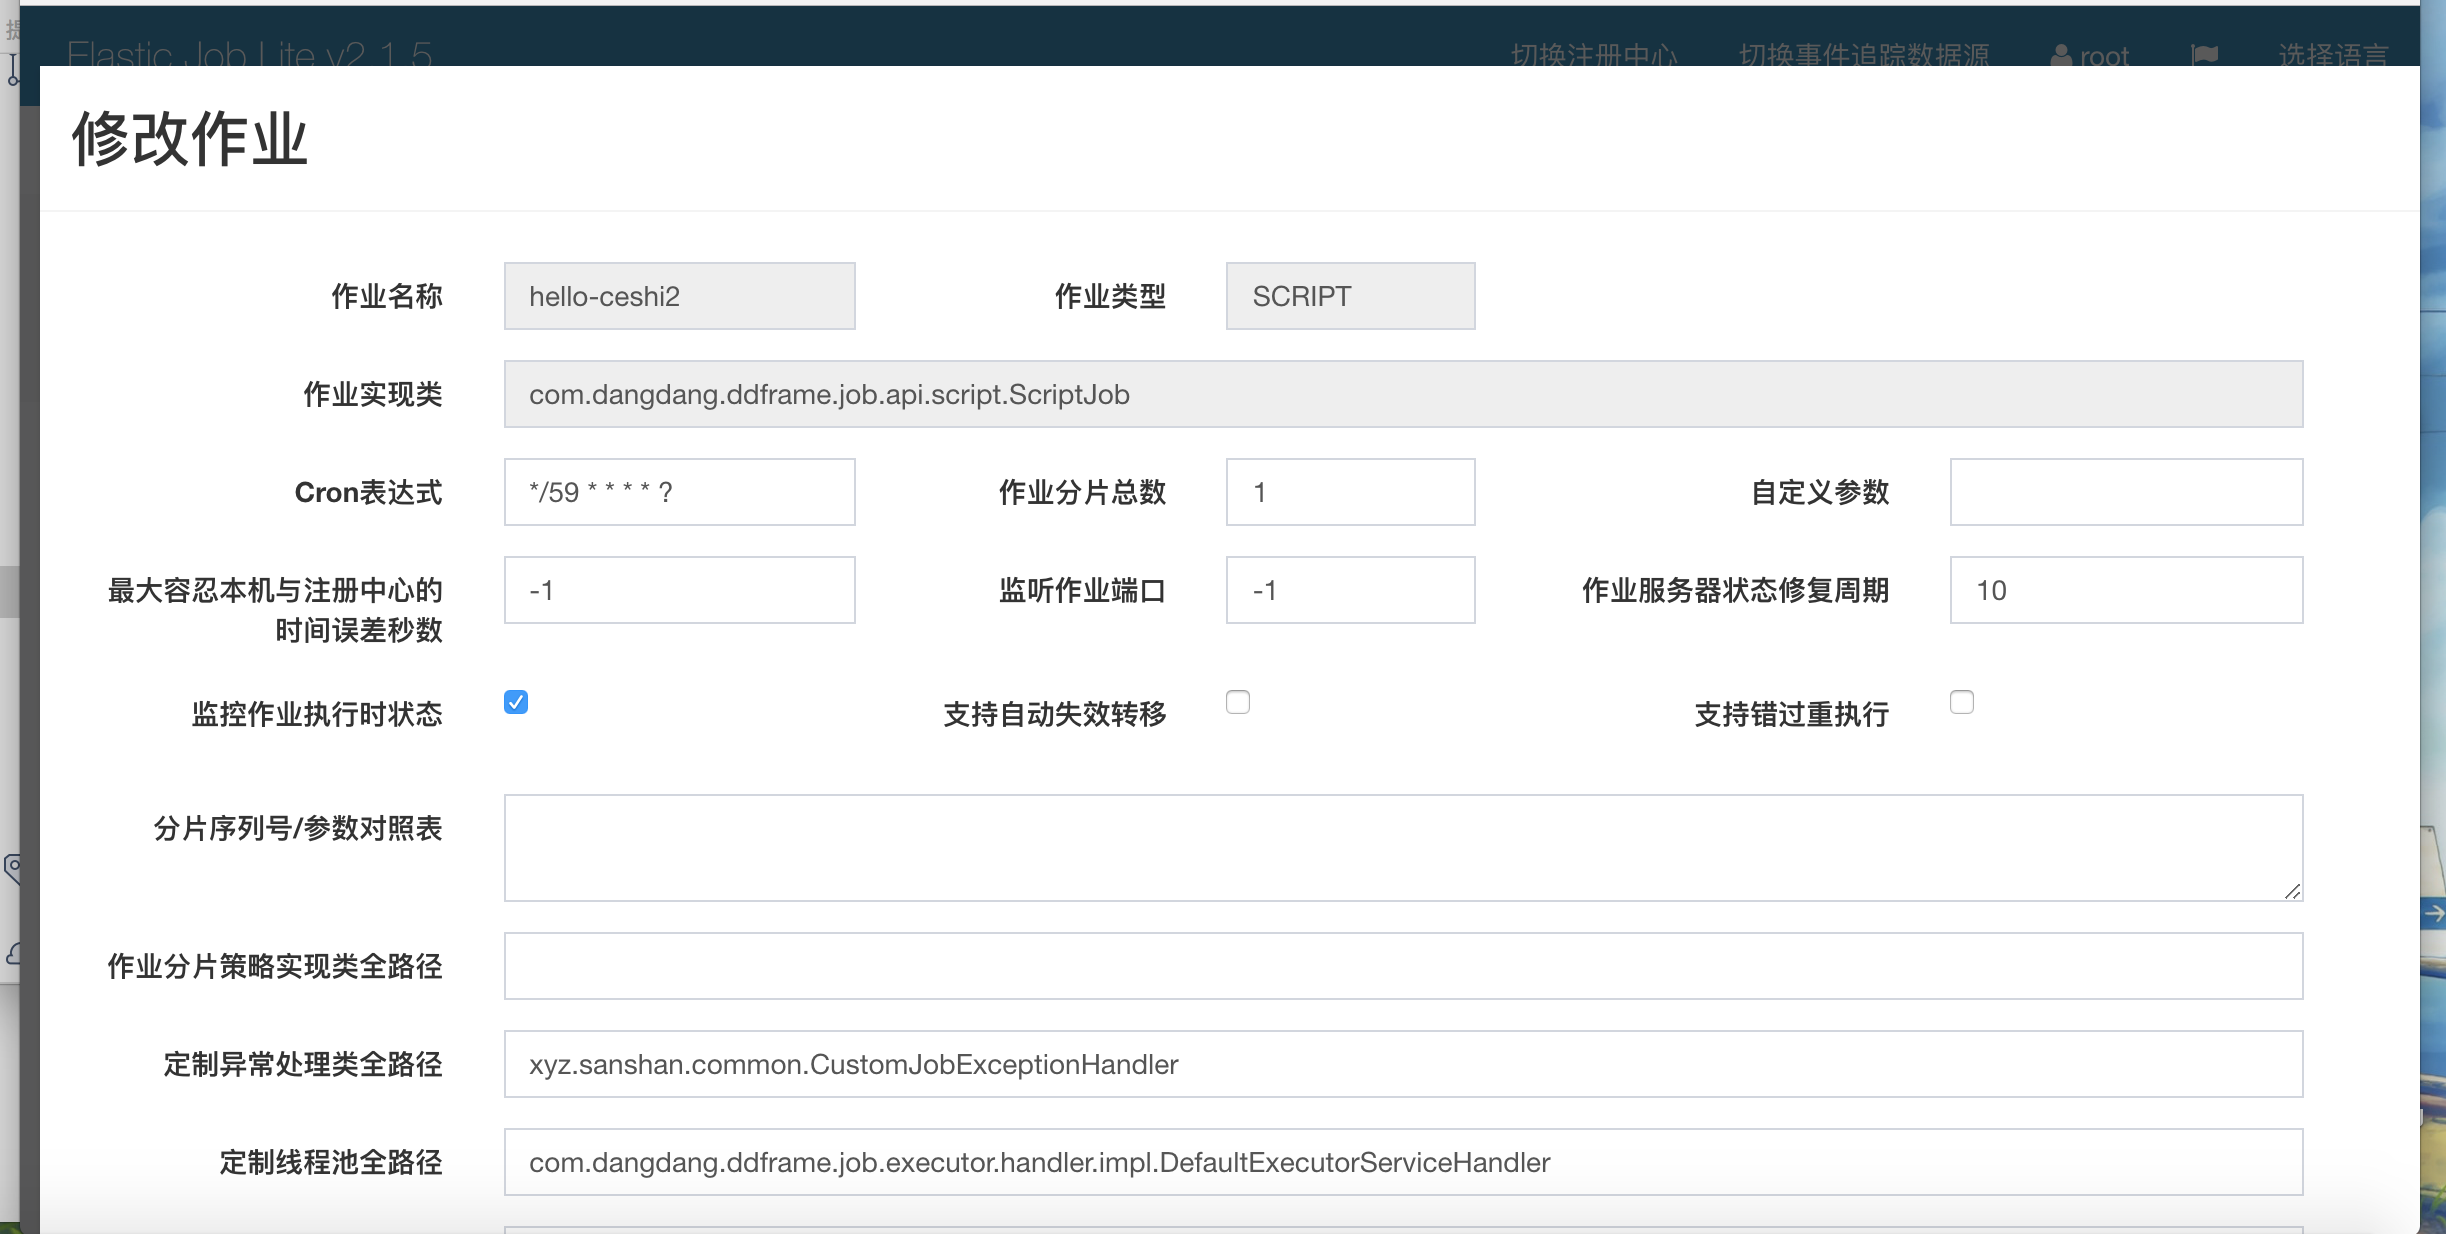 Elastic Job Lite v2.1.5 切换注册中心 切换事件追踪数据源 root 选择语言
修改作业
作业名称 hello-ceshi2 作业类型 SCRIPT
作业实现类 com.dangdang.ddframe.job.api.script.ScriptJob
Cron表达式 */59 * * * * ? 作业分片总数 1 自定义参数
最大容忍本机与注册中心的 -1 监听作业端口 -1 作业服务器状态修复周期 10
时间误差秒数
监控作业执行时状态 支持自动失效转移 支持错过重执行
分片序列号/参数对照表
作业分片策略实现类全路径
定制异常处理类全路径 xyz.sanshan.common.CustomJobExceptionHandler
定制线程池全路径 com.dangdang.ddframe.job.executor.handler.impl.DefaultExecutorServiceHandler